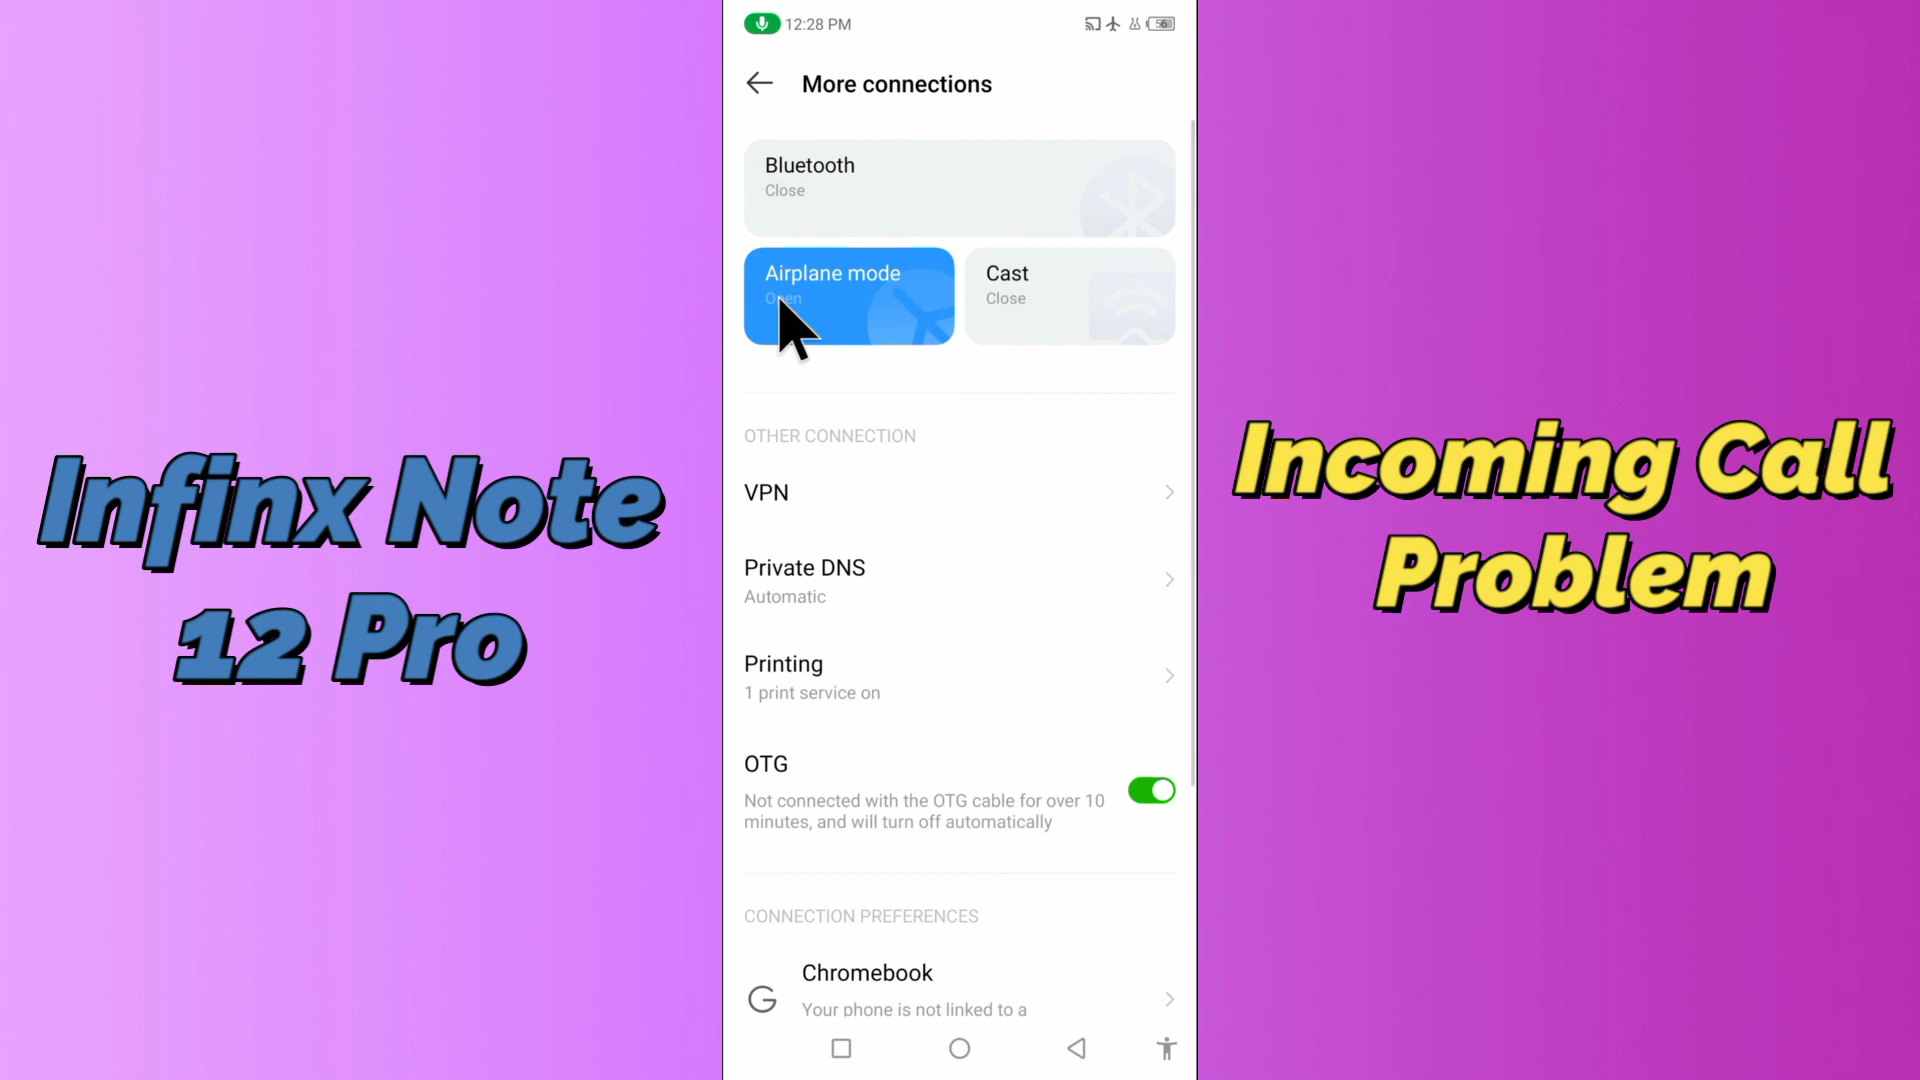 12:28 PM
56
More connections
Bluetooth
Close
Airplane mode
Open
Cast
Close
OTHER CONNECTION
VPN
Private DNS
Automatic
Printing
1 print service on
OTG
Not connected with the OTG cable for over 10
minutes, and will turn off automatically
CONNECTION PREFERENCES
Chromebook
Your phone is not linked to a
Infinx Note
12 Pro
Incoming Call
Problem